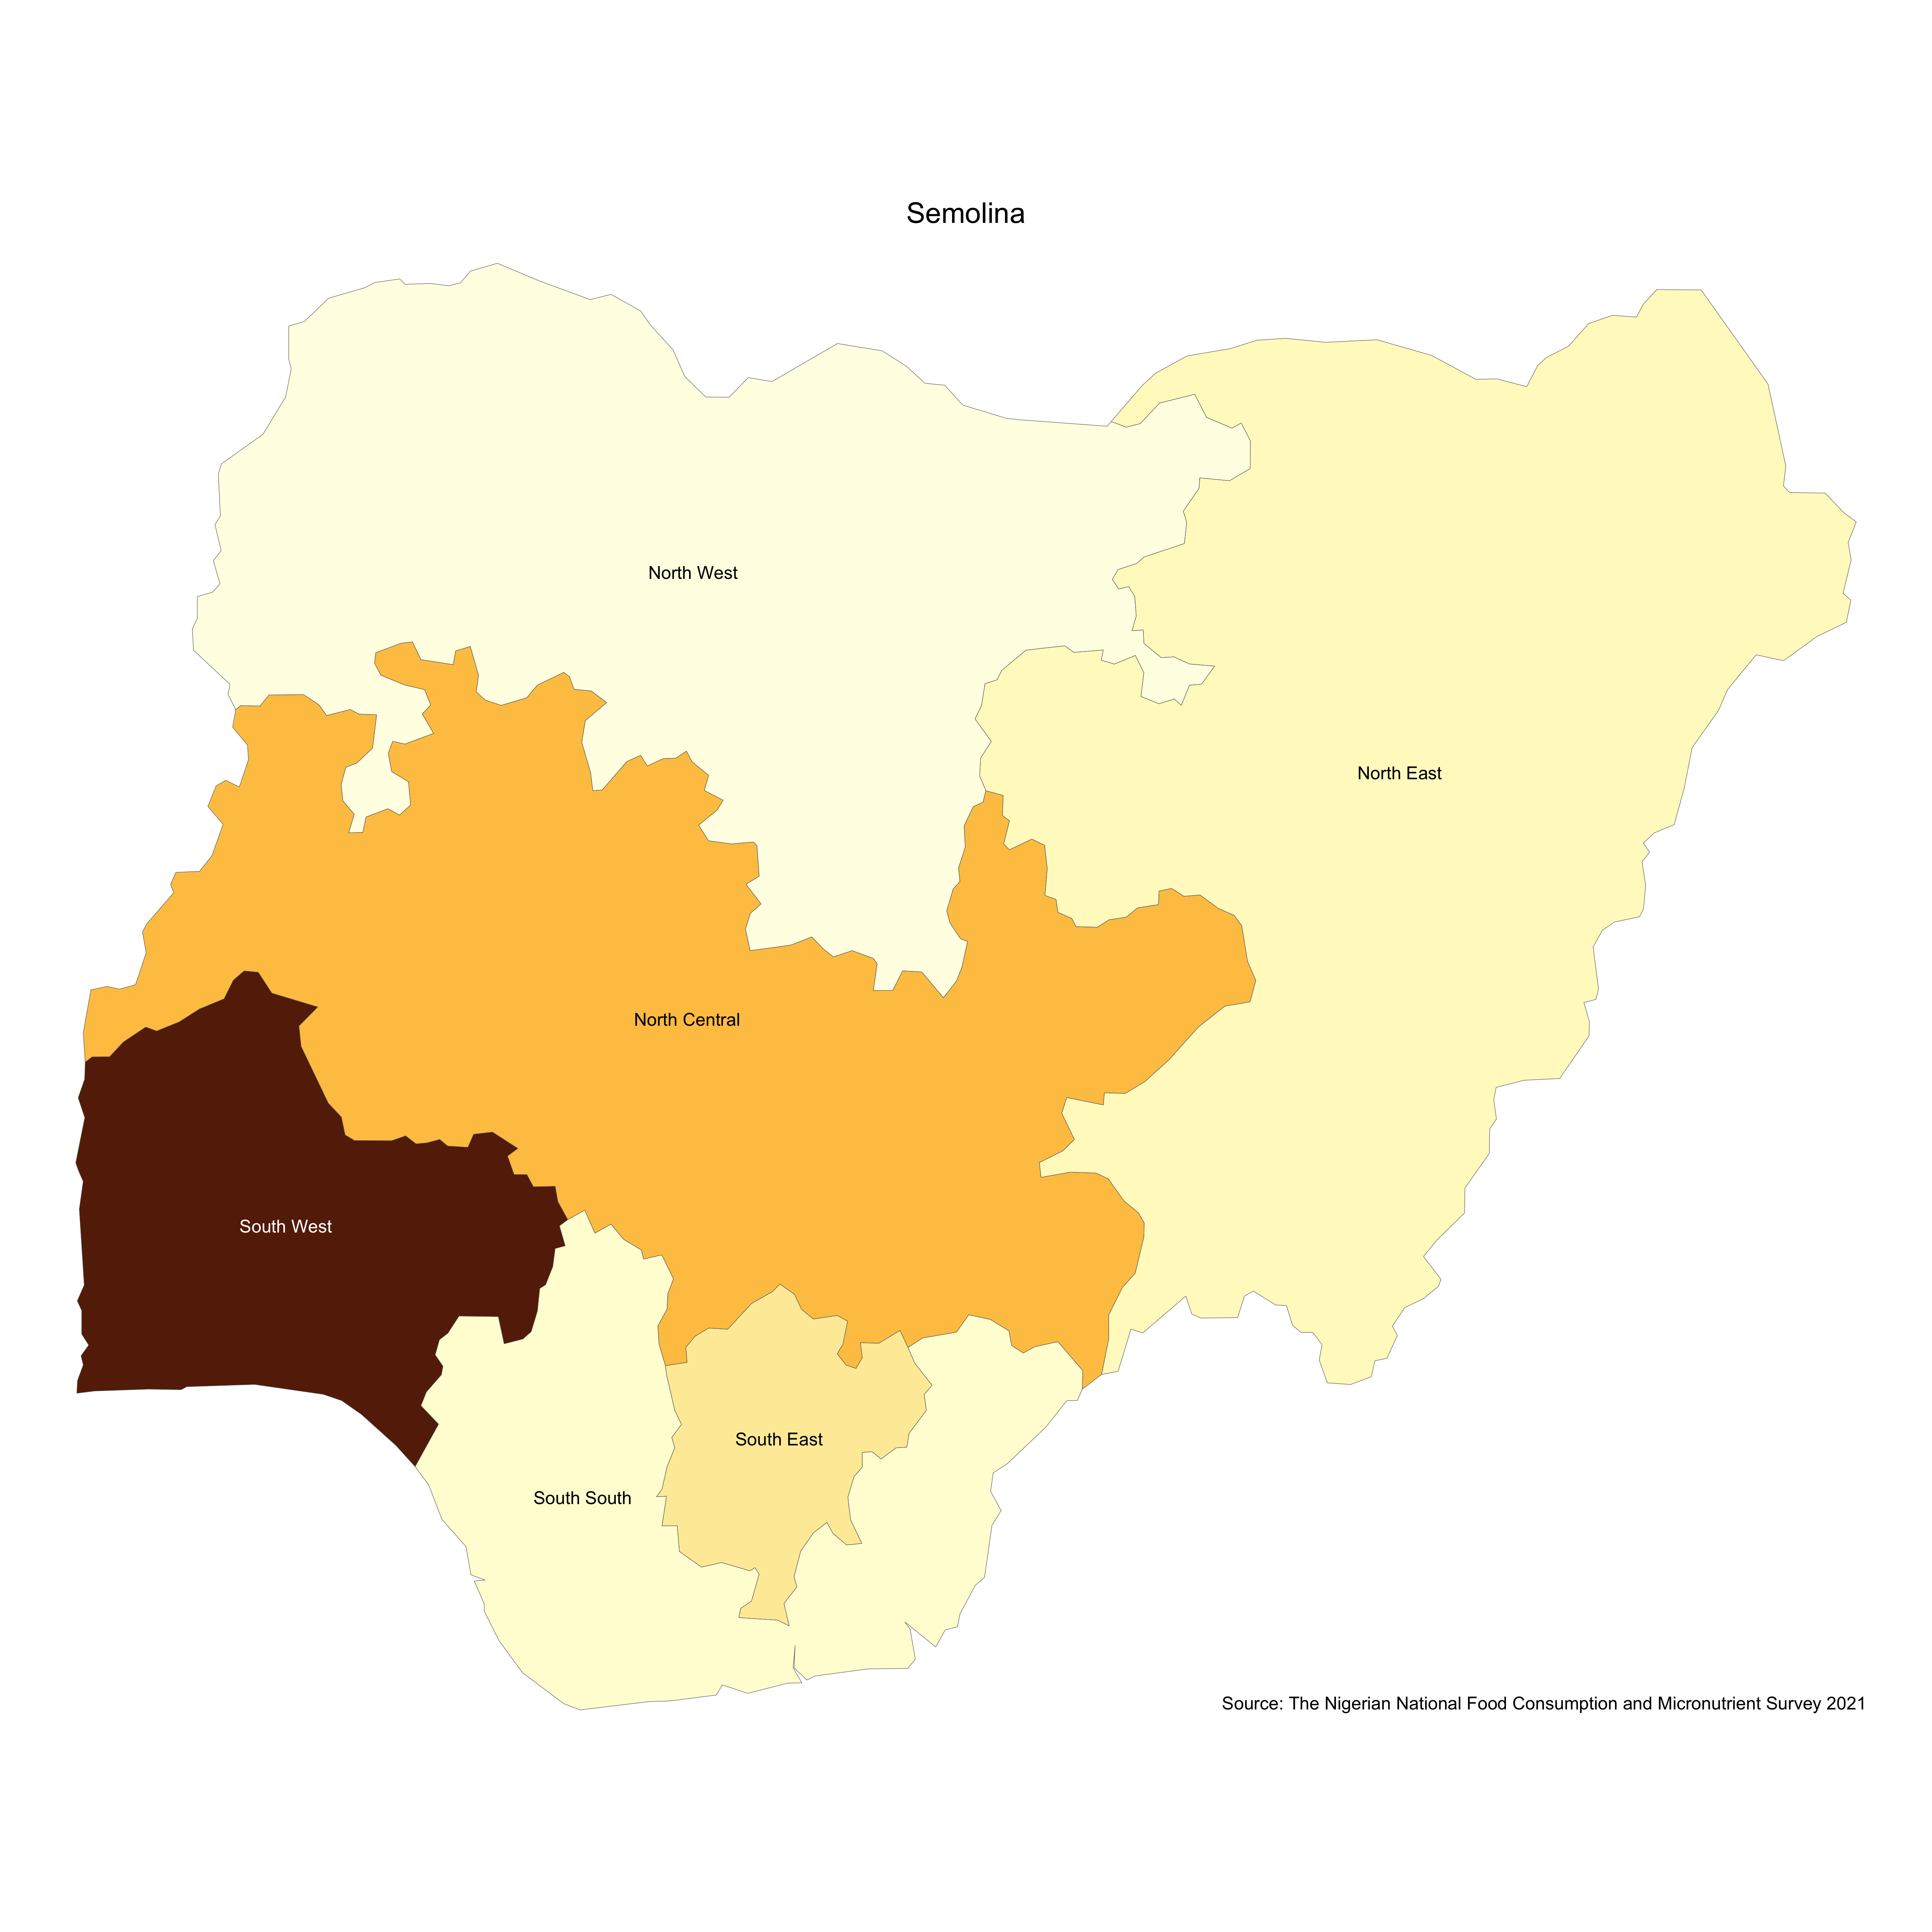 Semolina
North West
North East
North Central
South West
South East
South South
Source: The Nigerian National Food Consumption and Micronutrient Survey 2021